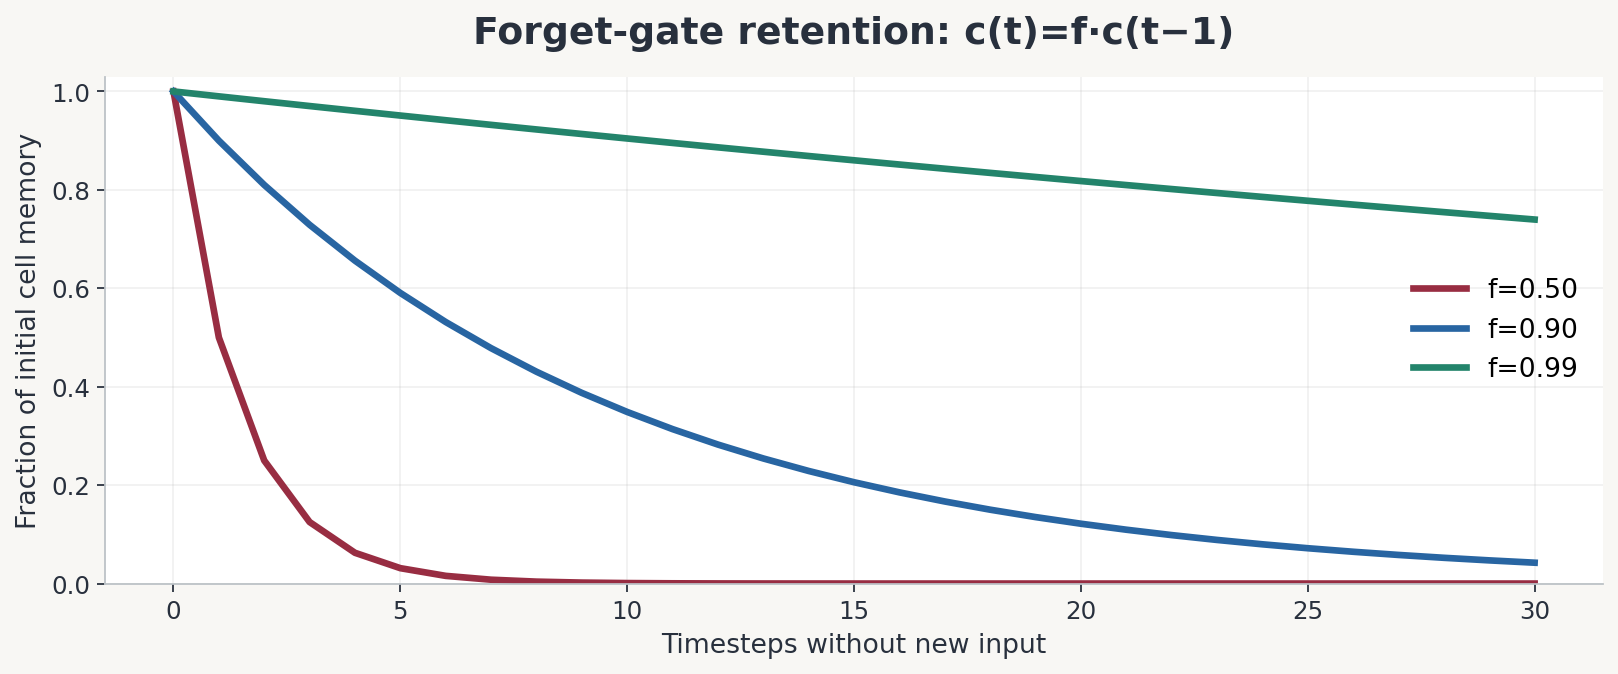 Forget-gate retention: c(t)=f·c(t−1)
Fraction of initial cell memory
1.0
0.8
0.6
0.4
0.2
0.0
f=0.50
f=0.90
f=0.99
0 5 10 15 20 25 30
Timesteps without new input